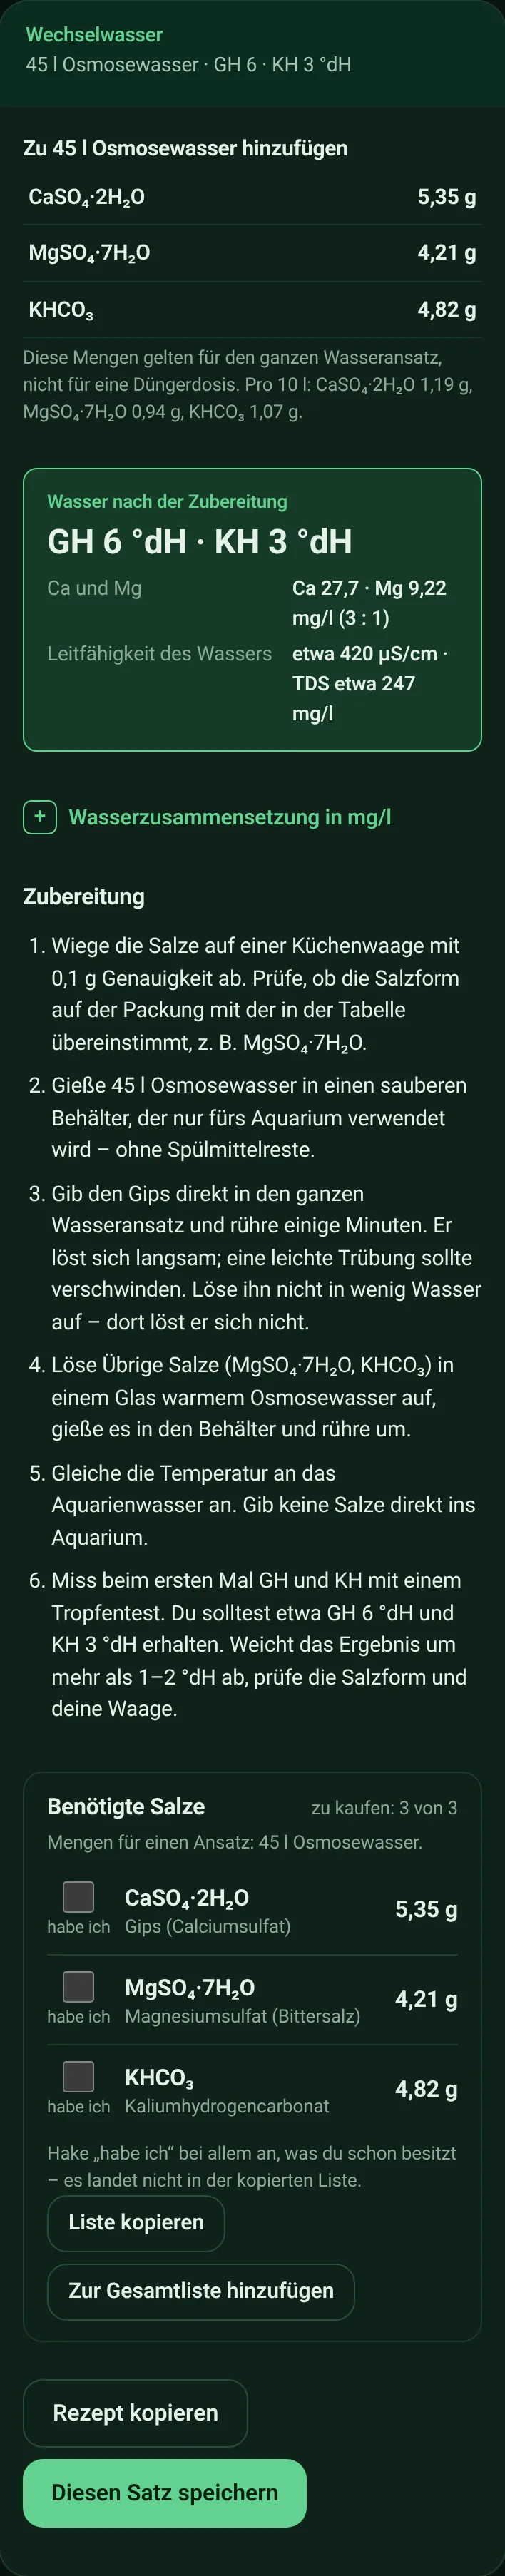 Wechselwasser
45 l Osmosewasser · GH 6 · KH 3 °dH
Zu 45 l Osmosewasser hinzufügen
CaSO₄·2H₂O 5,35 g
MgSO₄·7H₂O 4,21 g
KHCO₃ 4,82 g
Diese Mengen gelten für den ganzen Wasseransatz,
nicht für eine Düngerdosis. Pro 10 l: CaSO₄·2H₂O 1,19 g,
MgSO₄·7H₂O 0,94 g, KHCO₃ 1,07 g.
Wasser nach der Zubereitung
GH 6 °dH · KH 3 °dH
Ca und Mg Ca 27,7 · Mg 9,22
mg/l (3 : 1)
Leitfähigkeit des Wassers etwa 420 µS/cm ·
TDS etwa 247
mg/l
+ Wasserzusammensetzung in mg/l
Zubereitung
1. Wiege die Salze auf einer Küchenwaage mit
0,1 g Genauigkeit ab. Prüfe, ob die Salzform
auf der Packung mit der in der Tabelle
übereinstimmt, z. B. MgSO₄·7H₂O.
2. Gieße 45 l Osmosewasser in einen sauberen
Behälter, der nur fürs Aquarium verwendet
wird – ohne Spülmittelreste.
3. Gib den Gips direkt in den ganzen
Wasseransatz und rühre einige Minuten. Er
löst sich langsam; eine leichte Trübung sollte
verschwinden. Löse ihn nicht in wenig Wasser
auf – dort löst er sich nicht.
4. Löse Übrige Salze (MgSO₄·7H₂O, KHCO₃) in
einem Glas warmem Osmosewasser auf,
gieße es in den Behälter und rühre um.
5. Gleiche die Temperatur an das
Aquarienwasser an. Gib keine Salze direkt ins
Aquarium.
6. Miss beim ersten Mal GH und KH mit einem
Tropfentest. Du solltest etwa GH 6 °dH und
KH 3 °dH erhalten. Weicht das Ergebnis um
mehr als 1–2 °dH ab, prüfe die Salzform und
deine Waage.
Benötigte Salze zu kaufen: 3 von 3
Mengen für einen Ansatz: 45 l Osmosewasser.
CaSO₄·2H₂O 5,35 g
habe ich Gips (Calciumsulfat)
MgSO₄·7H₂O 4,21 g
habe ich Magnesiumsulfat (Bittersalz)
KHCO₃ 4,82 g
habe ich Kaliumhydrogencarbonat
Hake „habe ich“ bei allem an, was du schon besitzt
– es landet nicht in der kopierten Liste.
Liste kopieren
Zur Gesamtliste hinzufügen
Rezept kopieren
Diesen Satz speichern